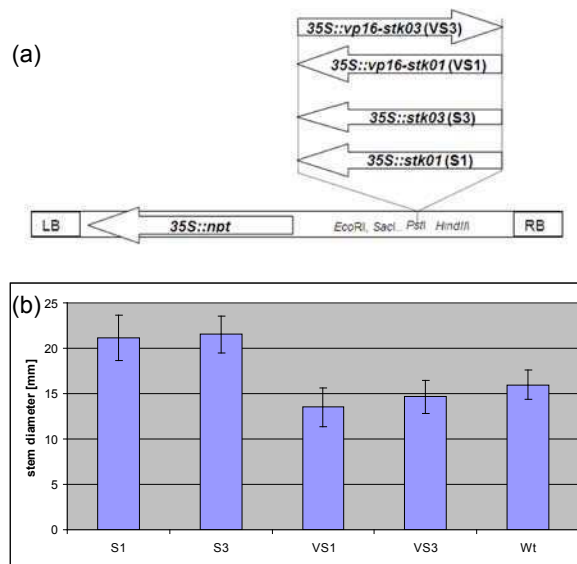 (a)
35S::vp16-stk03 (VS3)
35S::vp16-stk01 (VS1)
35S::stk03 (S3)
35S::stk01 (S1)
LB
35S::npt
EcoRI, SacI.. PstI HindIII
RB
(b)
25
20
15
10
5
0
stem diameter [mm]
S1 S3 VS1 VS3 Wt